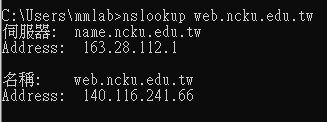 C:\Users\mmlab>nslookup web.ncku.edu.tw
伺服器:  name.ncku.edu.tw
Address:  163.28.112.1
名稱:    web.ncku.edu.tw
Address:  140.116.241.66